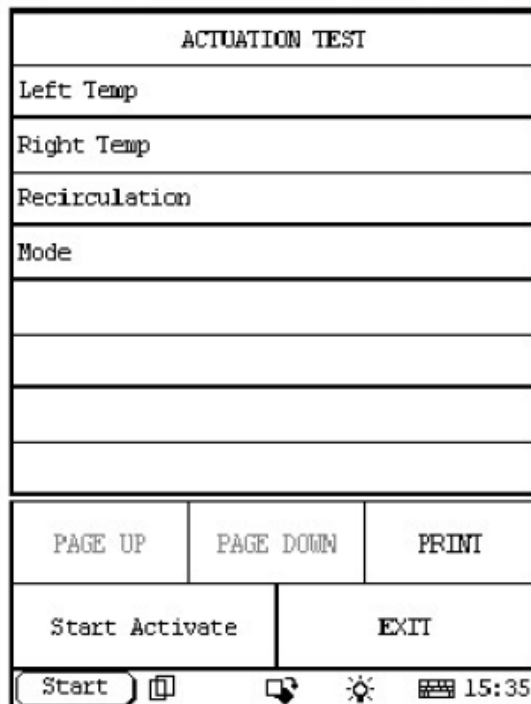 ACTUATION TEST
Left Temp
Right Temp
Recirculation
Mode
PAGE UP PAGE DOWN PRINT
Start Activate EXIT
Start 15:35